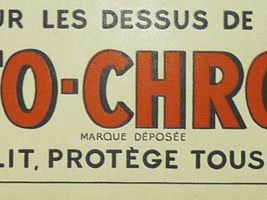 UR LES DESSUS DE
TO-CHRO
MARQUE DÉPOSÉE
LIT, PROTÈGE TOUS